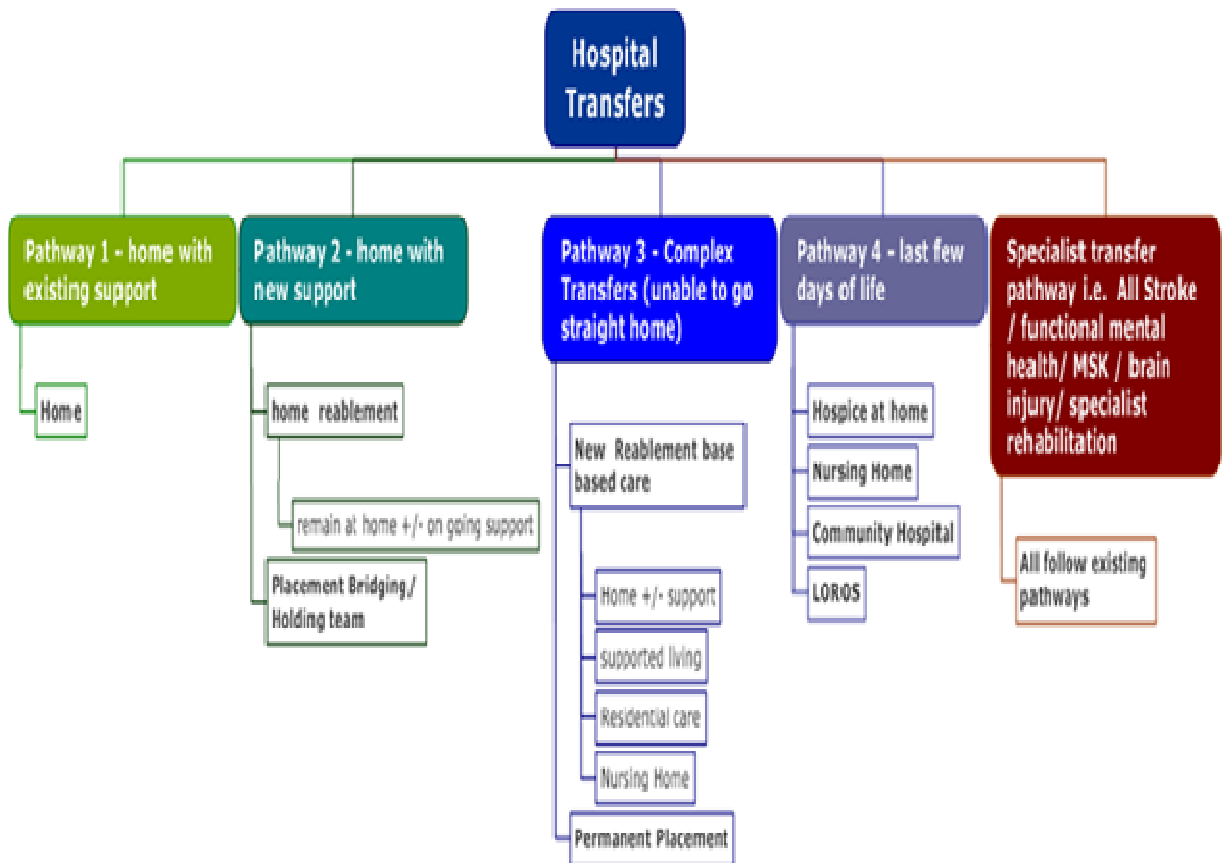 Hospital
Transfers
Pathway 1 - home with
existing support
Home
Pathway 2 - home with
new support
home reablement
remain at home +/- on going support
Placement Bridging/
Holding team
Pathway 3 - Complex
Transfers (unable to go
straight home)
New Reablement base
based care
Home +/- support
supported living
Residential care
Nursing Home
Permanent Placement
Pathway 4 - last few
days of life
Hospice at home
Nursing Home
Community Hospital
LOROS
Specialist transfer
pathway i.e. All Stroke
/ functional mental
health/ MSK / brain
injury/ specialist
rehabilitation
All follow existing
pathways